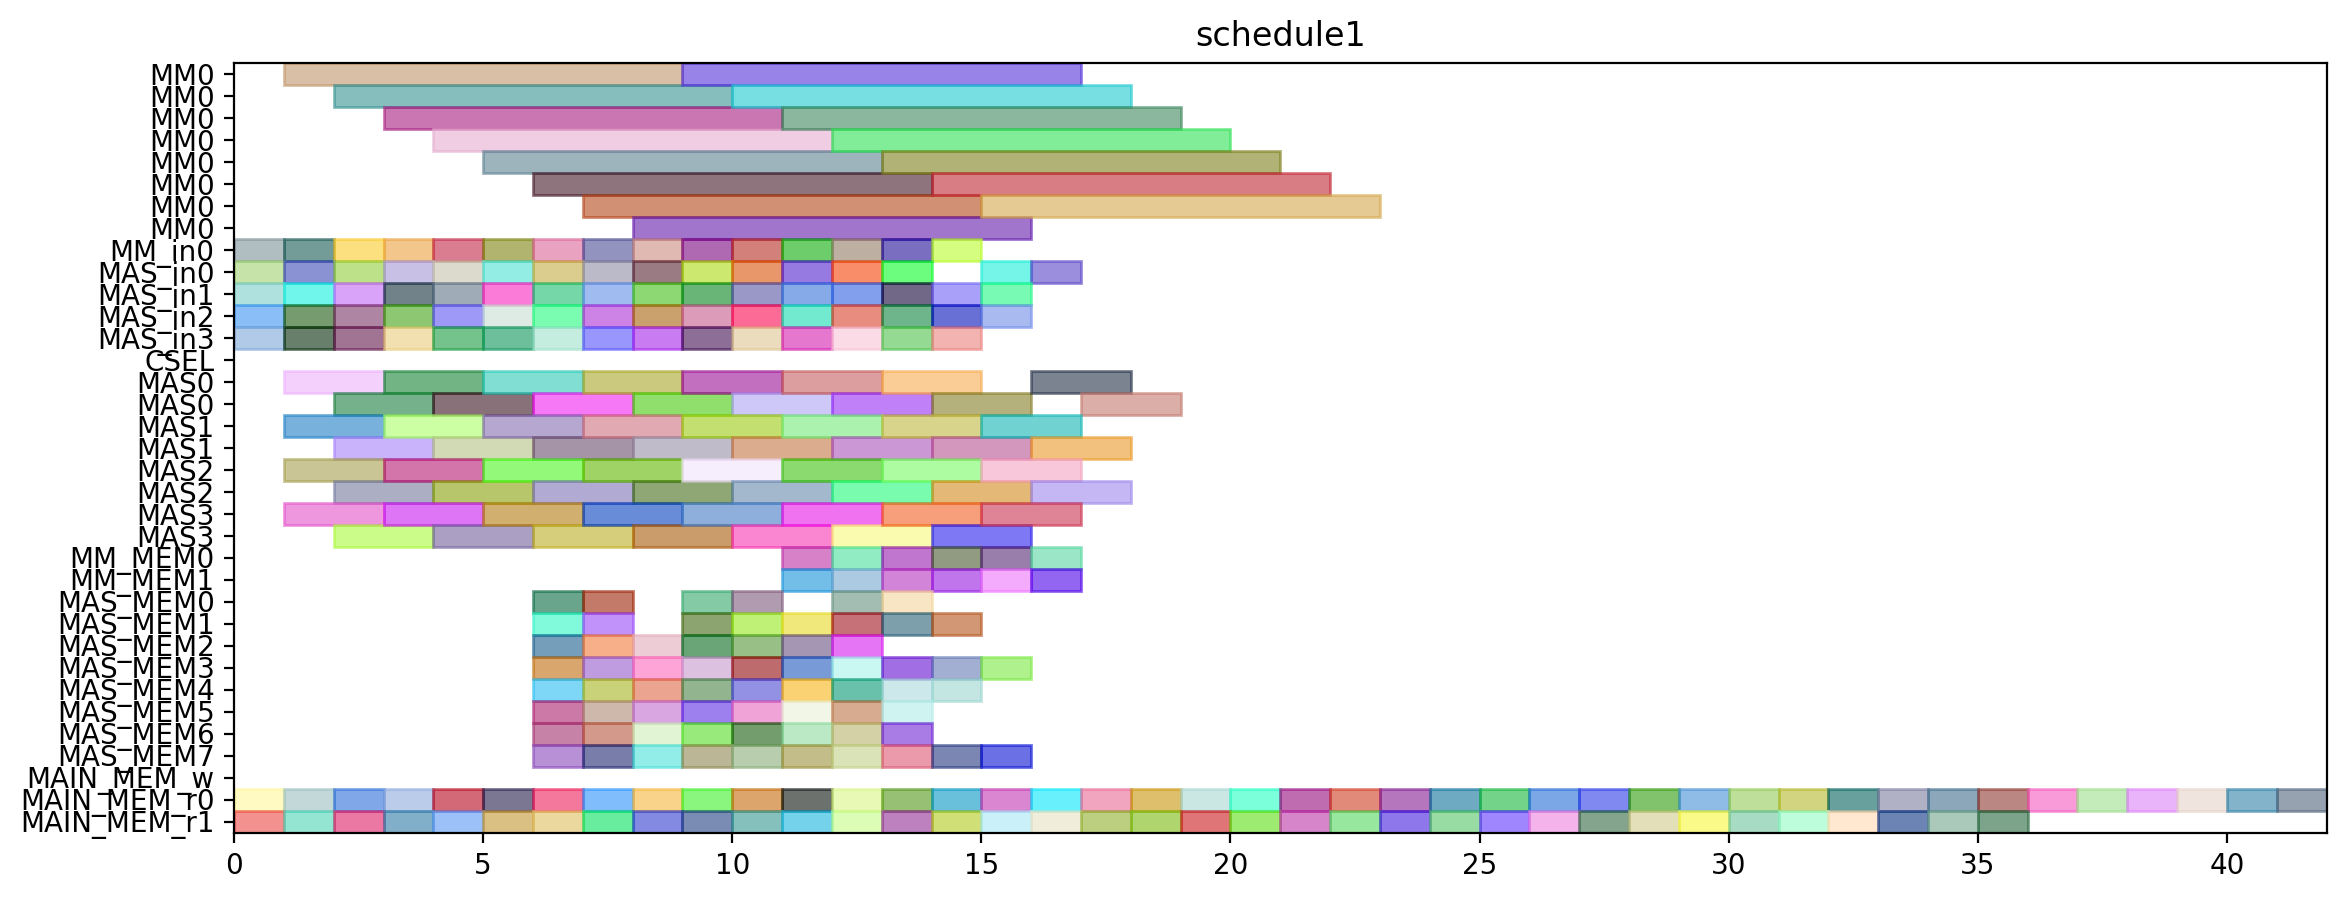 schedule1
MM0
MM0
MM0
MM0
MM0
MM0
MM0
MM0
MM_in0
MAS_in0
MAS_in1
MAS_in2
MAS_in3
CSEL
MAS0
MAS0
MAS1
MAS1
MAS2
MAS2
MAS3
MAS3
MM_MEM0
MM_MEM1
MAS_MEM0
MAS_MEM1
MAS_MEM2
MAS_MEM3
MAS_MEM4
MAS_MEM5
MAS_MEM6
MAS_MEM7
MAIN_MEM_w
MAIN_MEM_r0
MAIN_MEM_r1
0 5 10 15 20 25 30 35 40